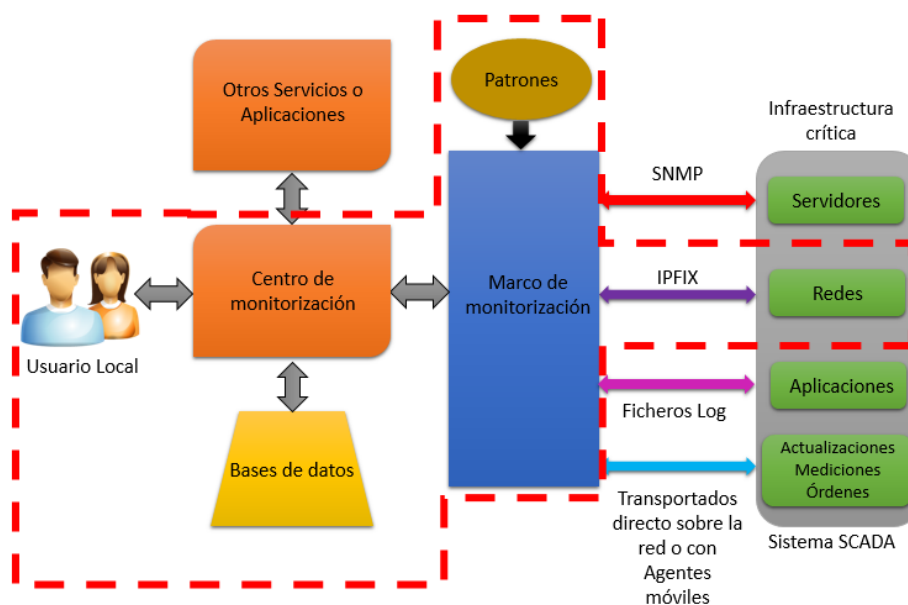 Otros Servicios o
Aplicaciones
Patrones
Infraestructura
crítica
SNMP
Servidores
Centro de
monitorización
Marco de
monitorización
IPFIX
Redes
Usuario Local
Aplicaciones
Ficheros Log
Bases de datos
Actualizaciones
Mediciones
Órdenes
Transportados
directo sobre la
red o con
Agentes
móviles
Sistema SCADA